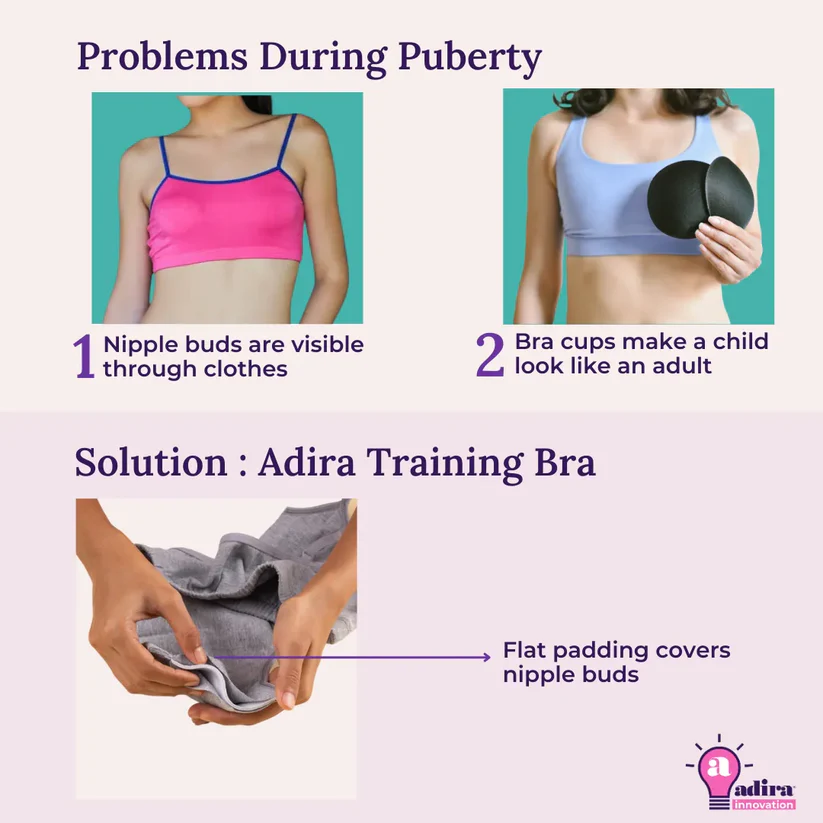 Problems During Puberty
1 Nipple buds are visible
through clothes
2 Bra cups make a child
look like an adult
Solution : Adira Training Bra
Flat padding covers
nipple buds
a
adira
innovation